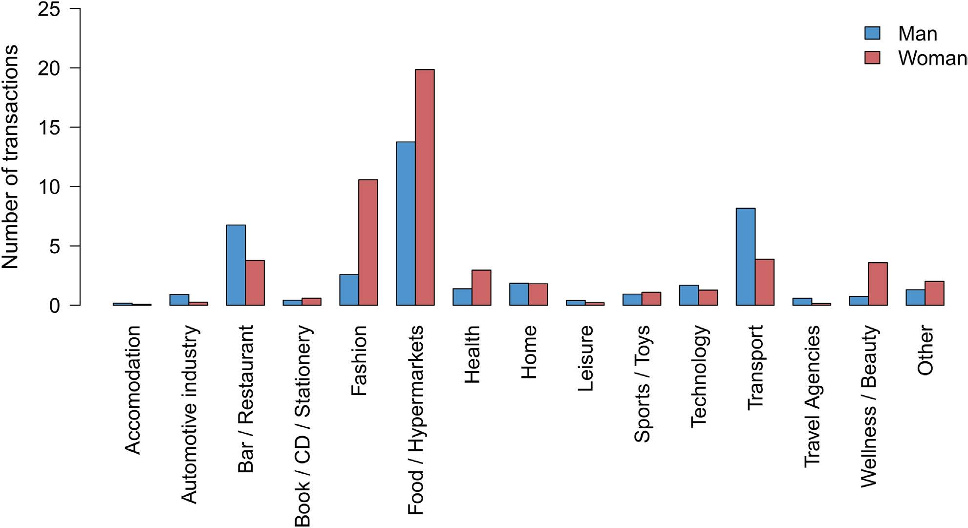 Number of transactions
25
20
15
10
5
0
Man
Woman
Accomodation
Automotive industry
Bar / Restaurant
Book / CD / Stationery
Fashion
Food / Hypermarkets
Health
Home
Leisure
Sports / Toys
Technology
Transport
Travel Agencies
Wellness / Beauty
Other